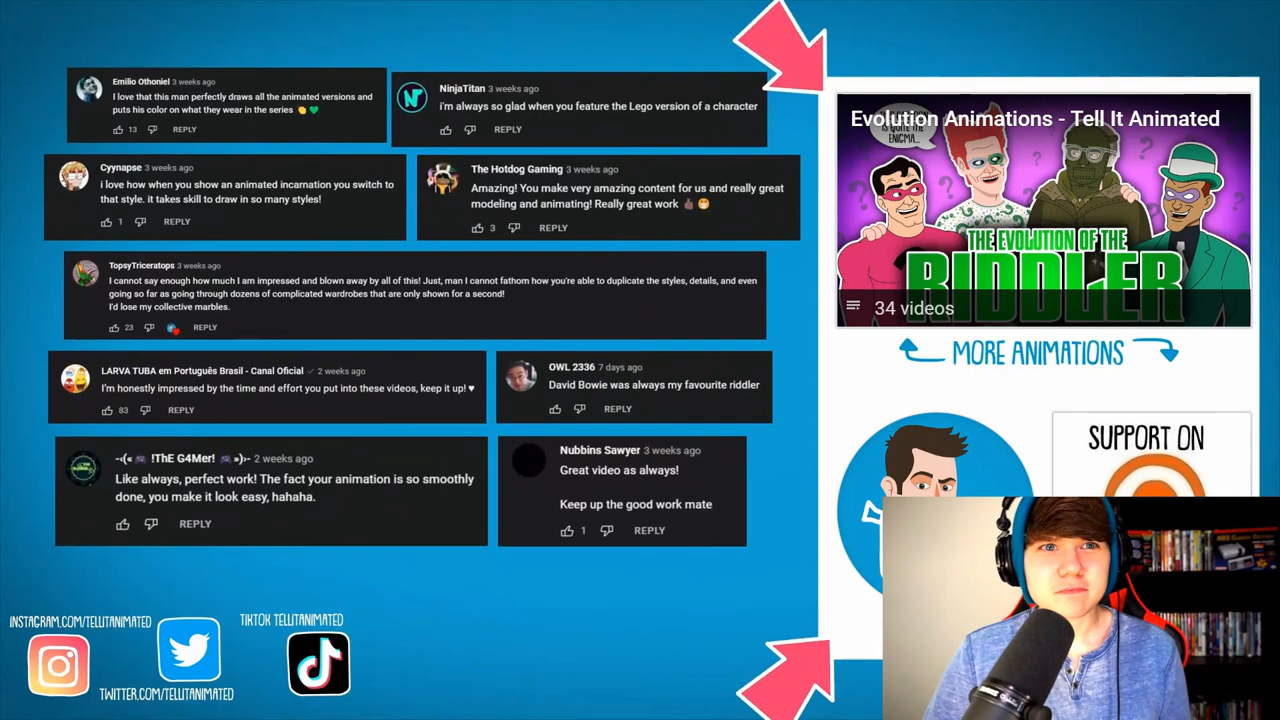 Emilio Othoniel 3 weeks ago
I love that this man perfectly draws all the animated versions and
puts his color on what they wear in the series 👏💚
13 REPLY
NinjaTitan 3 weeks ago
i'm always so glad when you feature the Lego version of a character
REPLY
Cyynapse 3 weeks ago
i love how when you show an animated incarnation you switch to
that style. it takes skill to draw in so many styles!
1 REPLY
The Hotdog Gaming 3 weeks ago
Amazing! You make very amazing content for us and really great
modeling and animating! Really great work 👍🏿 😁
3 REPLY
TopsyTriceratops 3 weeks ago
I cannot say enough how much I am impressed and blown away by all of this! Just, man I cannot fathom how you're able to duplicate the styles, details, and even
going so far as going through dozens of complicated wardrobes that are only shown for a second!
I'd lose my collective marbles.
23 REPLY
LARVA TUBA em Português Brasil - Canal Oficial ✓ 2 weeks ago
I'm honestly impressed by the time and effort you put into these videos, keep it up! ♥
83 REPLY
OWL 2336 7 days ago
David Bowie was always my favourite riddler
REPLY
-·(« 🎮 !ThE G4Mer! 🎮 »)·- 2 weeks ago
Like always, perfect work! The fact your animation is so smoothly
done, you make it look easy, hahaha.
REPLY
Nubbins Sawyer 3 weeks ago
Great video as always!
Keep up the good work mate
1 REPLY
INSTAGRAM.COM/TELLITANIMATED
TWITTER.COM/TELLITANIMATED
TIKTOK TELLITANIMATED
Evolution Animations - Tell It Animated
IS QUITE THE
ENIGMA...
THE EVOLUTION OF THE
RIDDLER
34 videos
MORE ANIMATIONS
SUPPORT ON